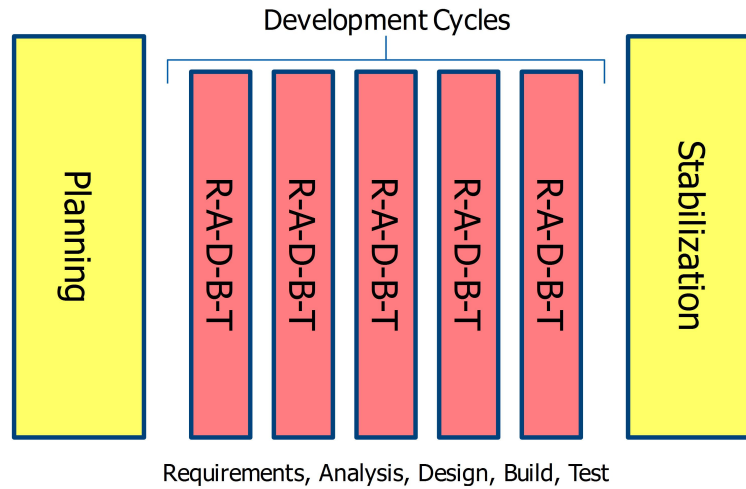 Development Cycles
Planning
R-A-D-B-T
R-A-D-B-T
R-A-D-B-T
R-A-D-B-T
R-A-D-B-T
Stabilization
Requirements, Analysis, Design, Build, Test